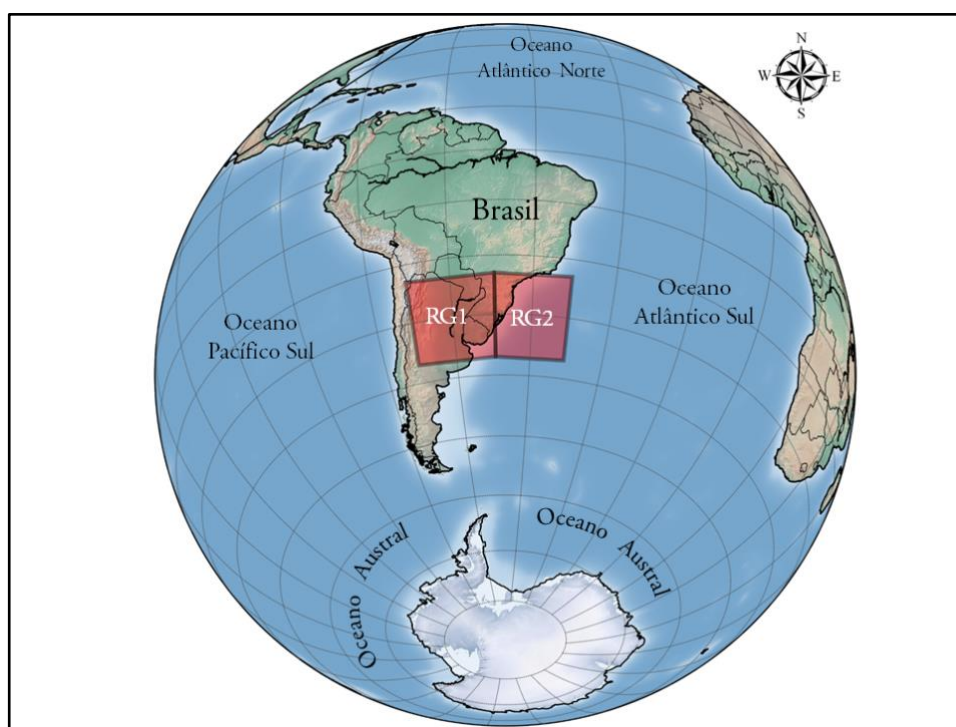 Oceano
Atlântico Norte
N
W E
S
Brasil
RG1 RG2
Oceano
Atlântico Sul
Oceano
Pacífico Sul
Oceano Austral
Oceano Austral